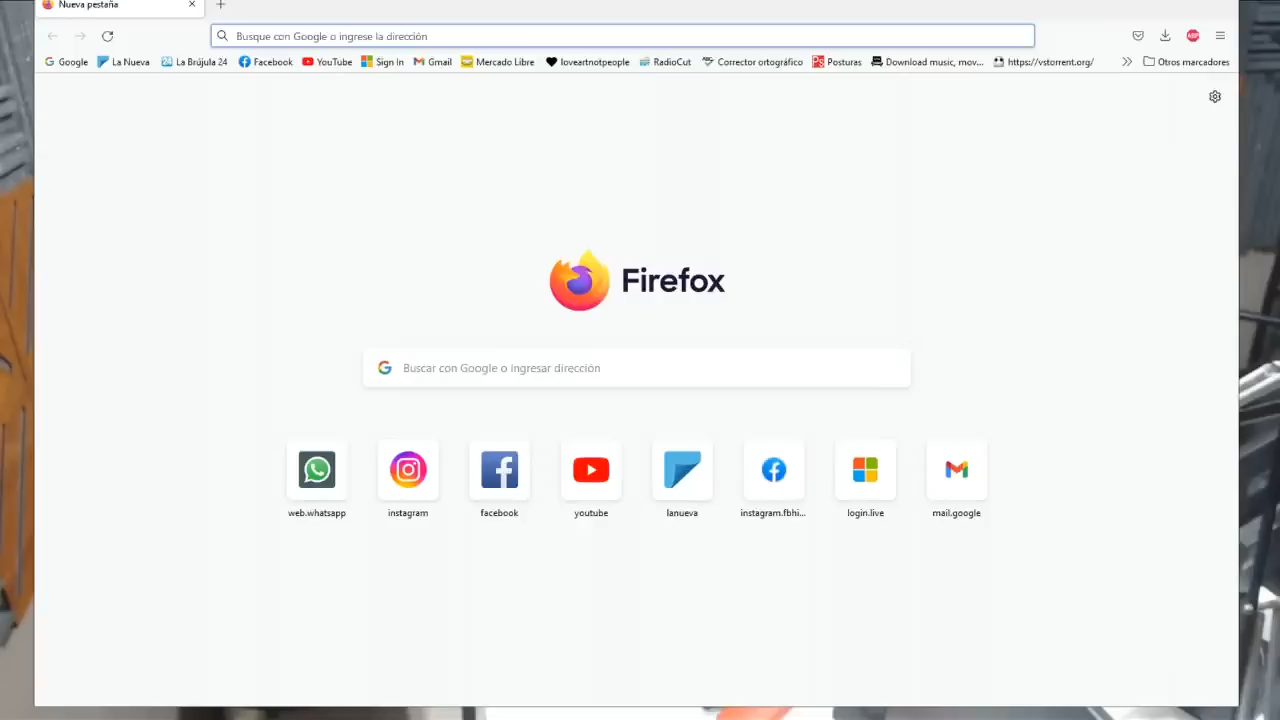 Nueva pestaña
Busque con Google o ingrese la dirección
Google La Nueva La Brújula 24 Facebook YouTube Sign In Gmail Mercado Libre loveartnotpeople RadioCut Corrector ortográfico Posturas Download music, mov... https://vstorrent.org/ Otros marcadores
Firefox
Buscar con Google o ingresar dirección
web.whatsapp instagram facebook youtube lanueva instagram.fbhi... login.live mail.google